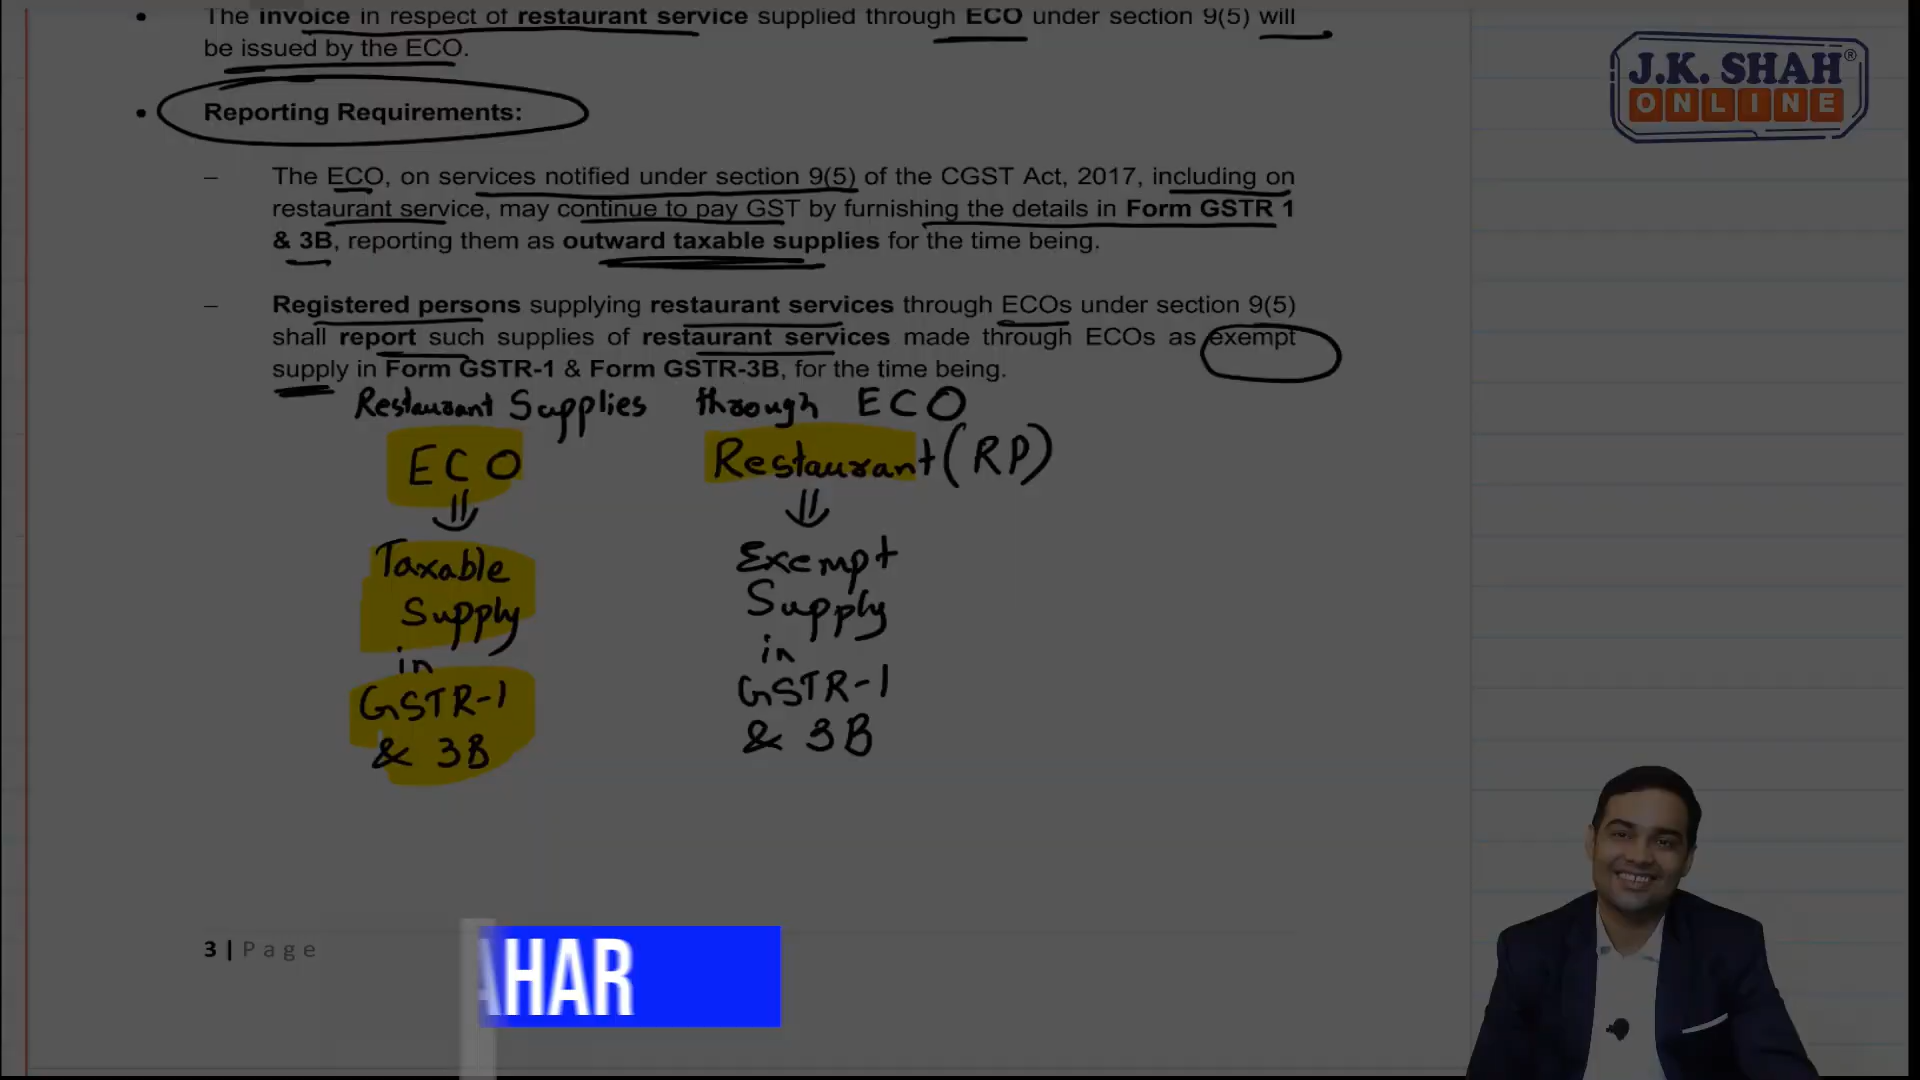 The invoice in respect of restaurant service supplied through ECO under section 9(5) will
be issued by the ECO.
J.K. SHAH®
ONLINE
Reporting Requirements:
The ECO, on services notified under section 9(5) of the CGST Act, 2017, including on
restaurant service, may continue to pay GST by furnishing the details in Form GSTR 1
& 3B, reporting them as outward taxable supplies for the time being.
Registered persons supplying restaurant services through ECOs under section 9(5)
shall report such supplies of restaurant services made through ECOs as exempt
supply in Form GSTR-1 & Form GSTR-3B, for the time being.
Restaurant Supplies through ECO
ECO
Taxable
Supply
in
GSTR-1
& 3B
Restaurant (RP)
Exempt
Supply
in
GSTR-1
& 3B
3 | Page
AHAR